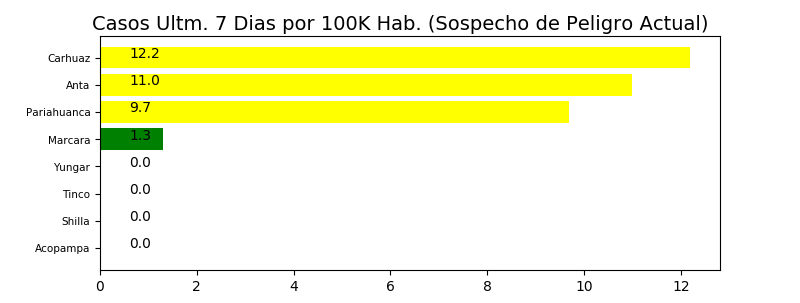 Casos Ultm. 7 Dias por 100K Hab. (Sospecho de Peligro Actual)
Carhuaz 12.2
Anta 11.0
Pariahuanca 9.7
Marcara 1.3
Yungar 0.0
Tinco 0.0
Shilla 0.0
Acopampa 0.0
0 2 4 6 8 10 12